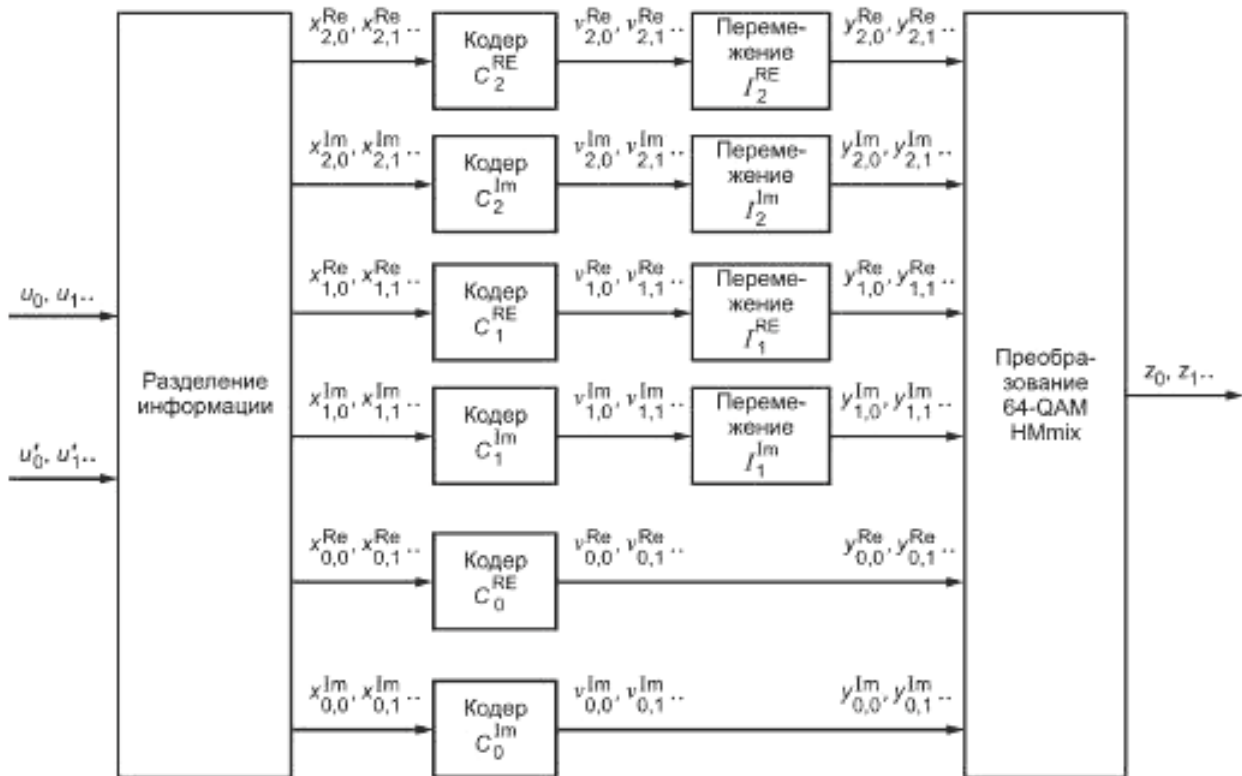 x_{2,0}^{Re}, x_{2,1}^{Re}..
Кодер
C_2^{RE}
v_{2,0}^{Re}, v_{2,1}^{Re}..
Переме-
жение
I_2^{RE}
y_{2,0}^{Re}, y_{2,1}^{Re}..
x_{2,0}^{Im}, x_{2,1}^{Im}..
Кодер
C_2^{Im}
v_{2,0}^{Im}, v_{2,1}^{Im}..
Переме-
жение
I_2^{Im}
y_{2,0}^{Im}, y_{2,1}^{Im}..
u_0, u_1..
u'_0, u'_1..
Разделение
информации
x_{1,0}^{Re}, x_{1,1}^{Re}..
Кодер
C_1^{RE}
v_{1,0}^{Re}, v_{1,1}^{Re}..
Переме-
жение
I_1^{RE}
y_{1,0}^{Re}, y_{1,1}^{Re}..
x_{1,0}^{Im}, x_{1,1}^{Im}..
Кодер
C_1^{Im}
v_{1,0}^{Im}, v_{1,1}^{Im}..
Переме-
жение
I_1^{Im}
y_{1,0}^{Im}, y_{1,1}^{Im}..
x_{0,0}^{Re}, x_{0,1}^{Re}..
Кодер
C_0^{RE}
v_{0,0}^{Re}, v_{0,1}^{Re}..
y_{0,0}^{Re}, y_{0,1}^{Re}..
x_{0,0}^{Im}, x_{0,1}^{Im}..
Кодер
C_0^{Im}
v_{0,0}^{Im}, v_{0,1}^{Im}..
y_{0,0}^{Im}, y_{0,1}^{Im}..
Преобра-
зование
64-QAM
HMmix
z_0, z_1..